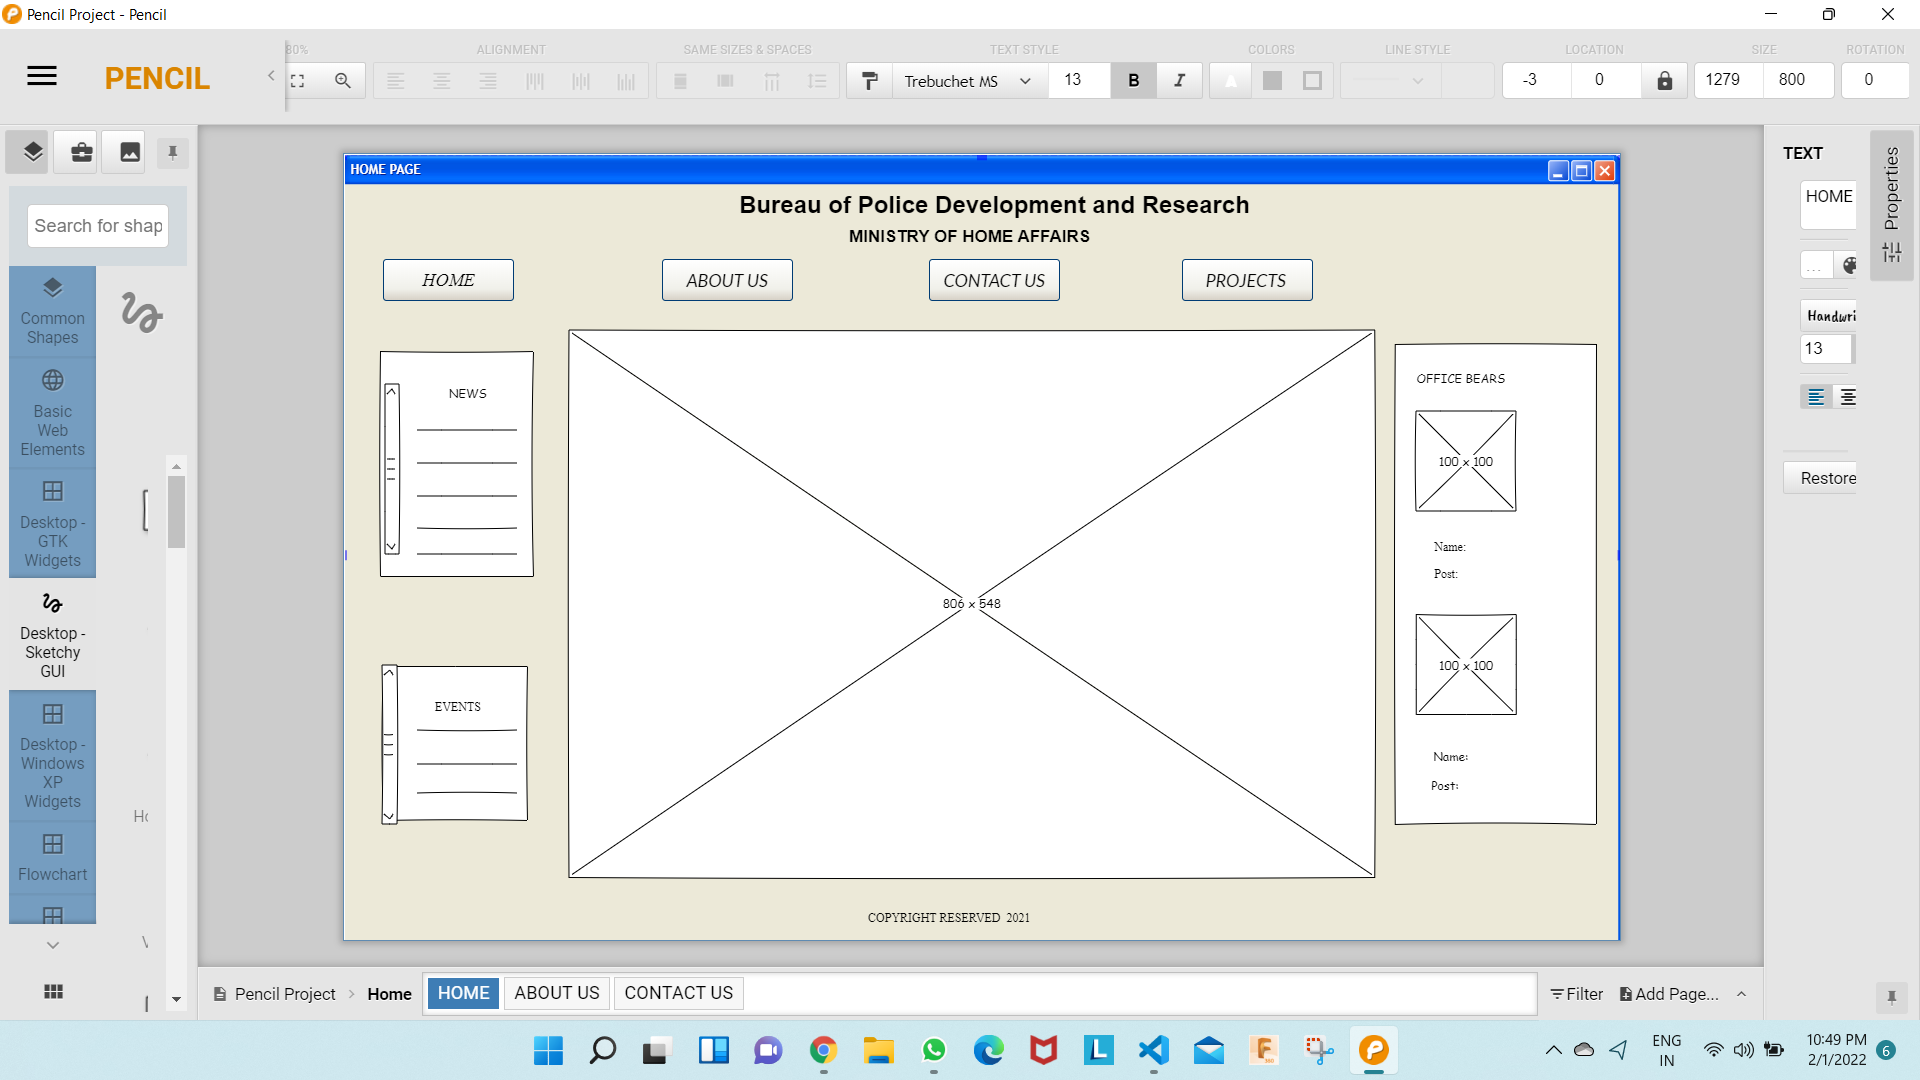 Pencil Project - Pencil
PENCIL
80%
ALIGNMENT
SAME SIZES & SPACES
TEXT STYLE
COLORS
LINE STYLE
LOCATION
SIZE
ROTATION
Trebuchet MS
13
B
I
A
-3
0
1279
800
0
Search for shap
Common
Shapes
Basic
Web
Elements
Desktop -
GTK
Widgets
Desktop -
Sketchy
GUI
Desktop -
Windows
XP
Widgets
Flowchart
HOME PAGE
Bureau of Police Development and Research
MINISTRY OF HOME AFFAIRS
HOME
ABOUT US
CONTACT US
PROJECTS
NEWS
EVENTS
806 x 548
OFFICE BEARS
100 x 100
Name:
Post:
100 x 100
Name:
Post:
COPYRIGHT RESERVED 2021
TEXT
HOME
...
Handwri
13
Restore
Properties
Pencil Project
Home
HOME
ABOUT US
CONTACT US
Filter
Add Page...
ENG
IN
10:49 PM
2/1/2022
6